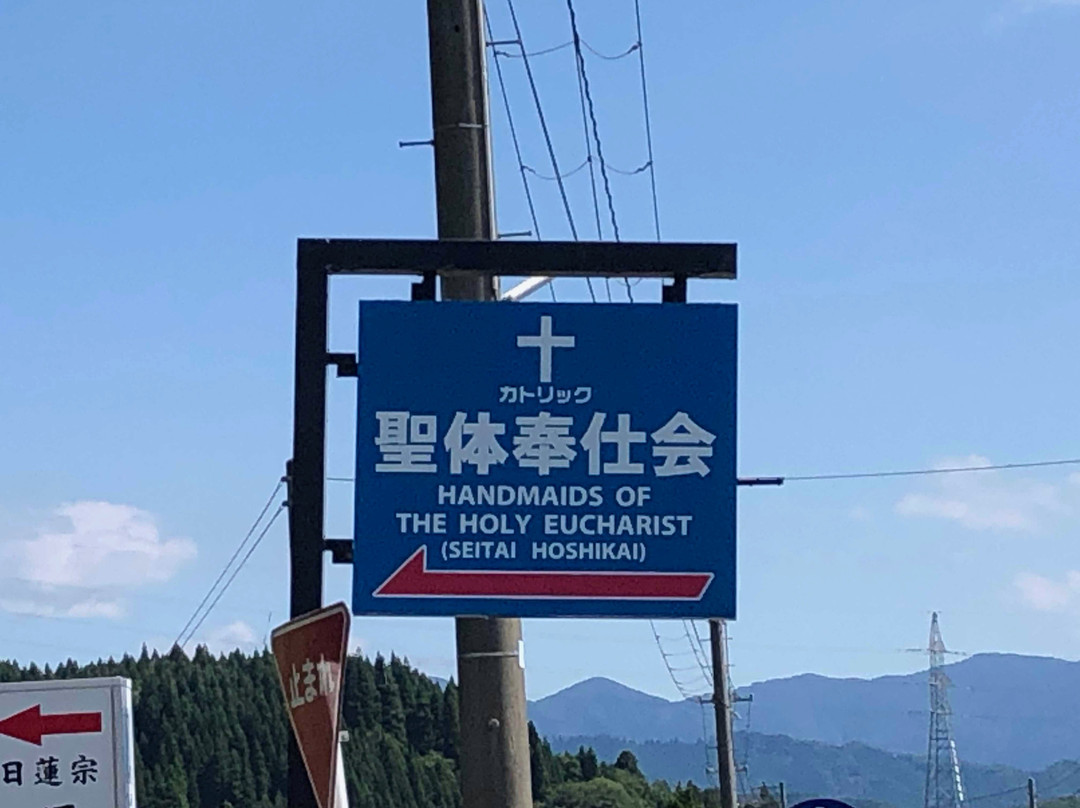 カトリック
聖体奉仕会
HANDMAIDS OF
THE HOLY EUCHARIST
(SEITAI HOSHIKAI)
止まれ
日蓮宗